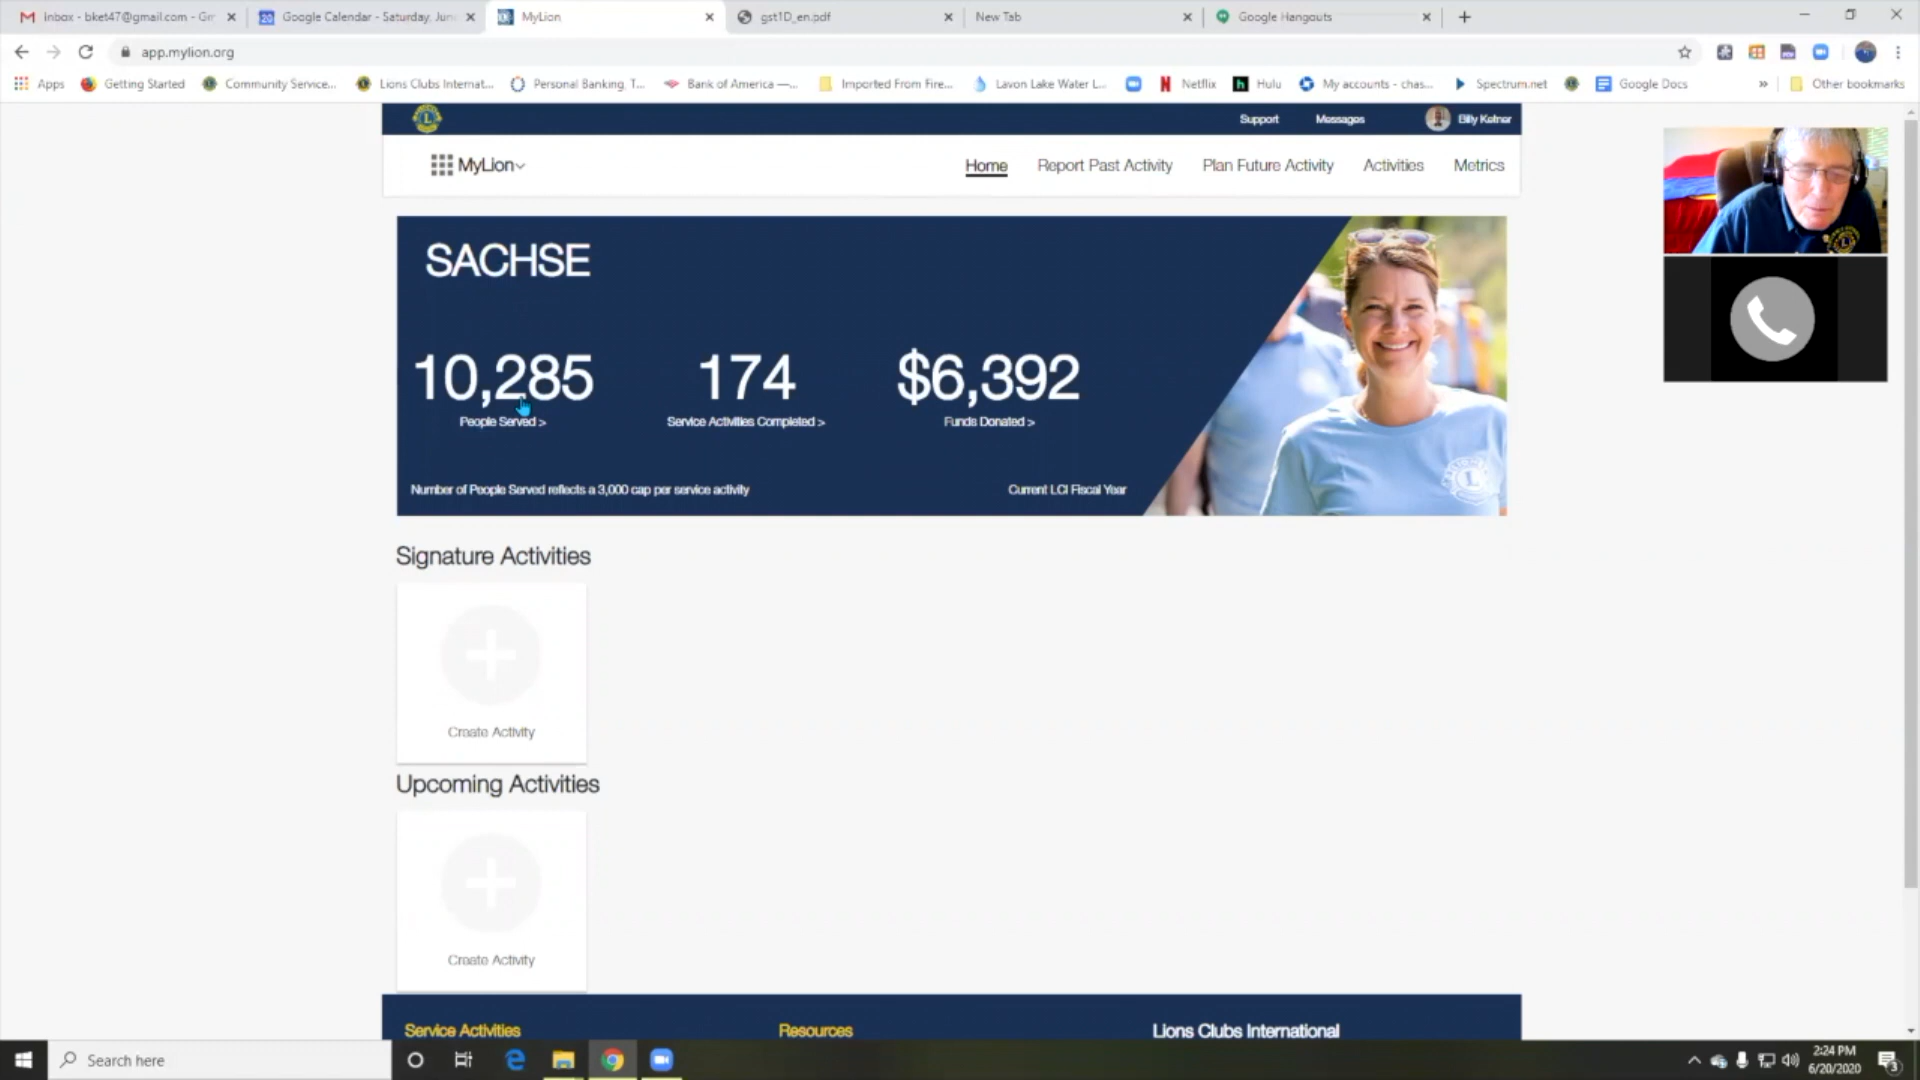 Inbox - bket47@gmail.com - Gm
Google Calendar - Saturday, Jun
MyLion
gst1D_en.pdf
New Tab
Google Hangouts
app.mylion.org
Apps
Getting Started
Community Service...
Lions Clubs Internat...
Personal Banking, T...
Bank of America —...
Imported From Fire...
Lavon Lake Water L...
Netflix
Hulu
My accounts - chas...
Spectrum.net
Google Docs
»
Other bookmarks
Support
Messages
Billy Ketner
MyLion
Home
Report Past Activity
Plan Future Activity
Activities
Metrics
SACHSE
10,285
174
$6,392
People Served >
Service Activities Completed >
Funds Donated >
Number of People Served reflects a 3,000 cap per service activity
Current LCI Fiscal Year
Signature Activities
Create Activity
Upcoming Activities
Create Activity
Service Activities
Resources
Lions Clubs International
Search here
2:24 PM
6/20/2020
3